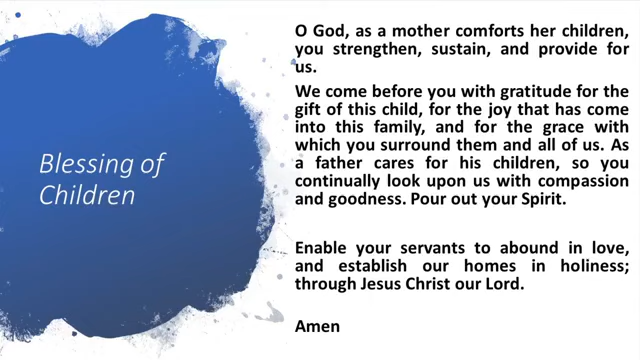 Blessing of
Children
O God, as a mother comforts her children,
you strengthen, sustain, and provide for
us.
We come before you with gratitude for the
gift of this child, for the joy that has come
into this family, and for the grace with
which you surround them and all of us. As
a father cares for his children, so you
continually look upon us with compassion
and goodness. Pour out your Spirit.
Enable your servants to abound in love,
and establish our homes in holiness;
through Jesus Christ our Lord.
Amen